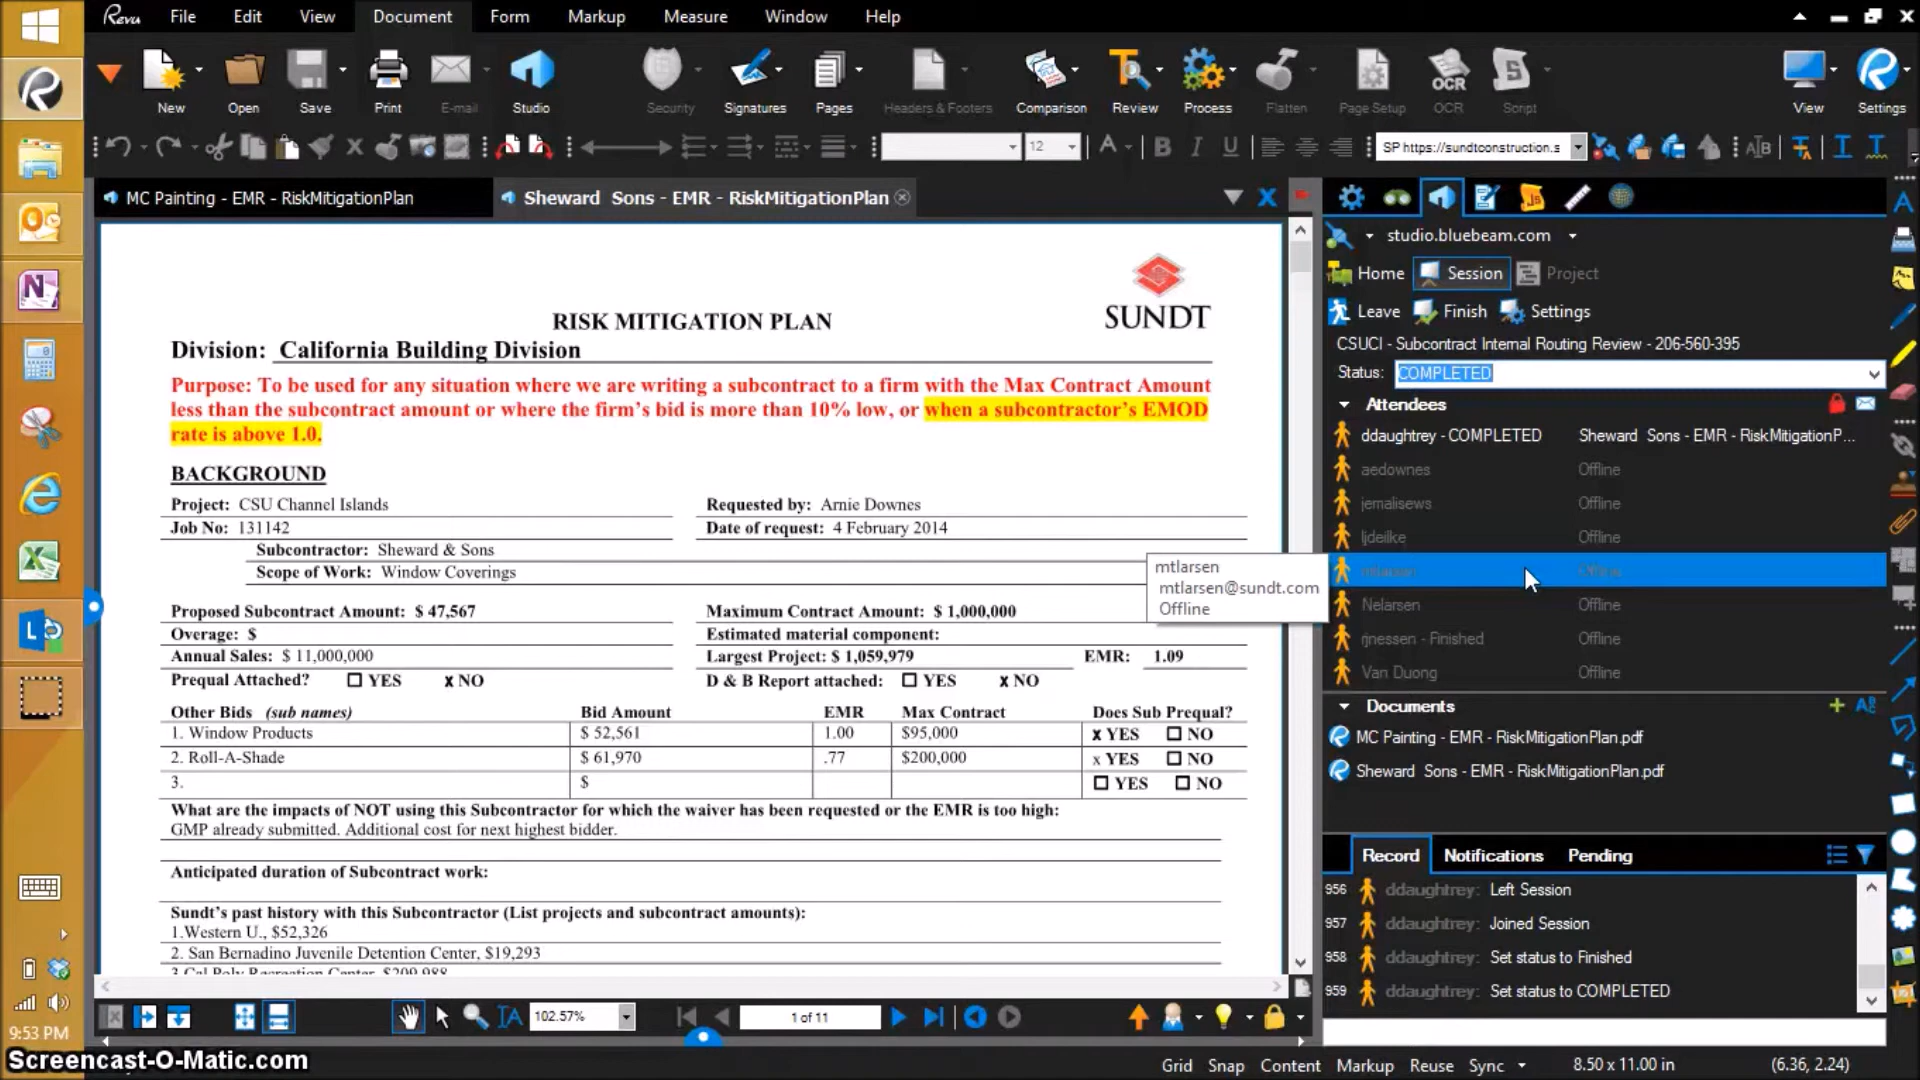 Revu File Edit View Document Form Markup Measure Window Help
New Open Save Print E-mail Studio Security Signatures Pages Headers & Footers Comparison Review Process Flatten Page Setup OCR Script View Settings
12 SP https://sundtconstruction.s
MC Painting - EMR - RiskMitigationPlan
Sheward Sons - EMR - RiskMitigationPlan
SUNDT
RISK MITIGATION PLAN
Division: California Building Division
Purpose: To be used for any situation where we are writing a subcontract to a firm with the Max Contract Amount
less than the subcontract amount or where the firm's bid is more than 10% low, or when a subcontractor's EMOD
rate is above 1.0.
BACKGROUND
Project: CSU Channel Islands Requested by: Arnie Downes
Job No: 131142 Date of request: 4 February 2014
Subcontractor: Sheward & Sons
Scope of Work: Window Coverings
Proposed Subcontract Amount: $ 47,567 Maximum Contract Amount: $ 1,000,000
Overage: $ Estimated material component:
Annual Sales: $ 11,000,000 Largest Project: $ 1,059,979 EMR: 1.09
Prequal Attached? YES x NO D & B Report attached: YES x NO
Other Bids (sub names) Bid Amount EMR Max Contract Does Sub Prequal?
1. Window Products $ 52,561 1.00 $95,000 x YES NO
2. Roll-A-Shade $ 61,970 .77 $200,000 x YES NO
3. $ YES NO
What are the impacts of NOT using this Subcontractor for which the waiver has been requested or the EMR is too high:
GMP already submitted. Additional cost for next highest bidder.
Anticipated duration of Subcontract work:
Sundt's past history with this Subcontractor (List projects and subcontract amounts):
1.Western U., $52,326
2. San Bernadino Juvenile Detention Center, $19,293
3.Cal Poly Recreation Center, $209,988
mtlarsen
mtlarsen@sundt.com
Offline
studio.bluebeam.com
Home Session Project
Leave Finish Settings
CSUCI - Subcontract Internal Routing Review - 206-560-395
Status: COMPLETED
Attendees
ddaughtrey - COMPLETED Sheward Sons - EMR - RiskMitigationP...
aedownes Offline
jemalisews Offline
ljdeilke Offline
mtlarsen Offline
Nelarsen Offline
rjnessen - Finished Offline
Van Duong Offline
Documents
MC Painting - EMR - RiskMitigationPlan.pdf
Sheward Sons - EMR - RiskMitigationPlan.pdf
Record Notifications Pending
956 ddaughtrey: Left Session
957 ddaughtrey: Joined Session
958 ddaughtrey: Set status to Finished
959 ddaughtrey: Set status to COMPLETED
102.57% 1 of 11
Grid Snap Content Markup Reuse Sync 8.50 x 11.00 in (6.36, 2.24)
9:53 PM
Screencast-O-Matic.com